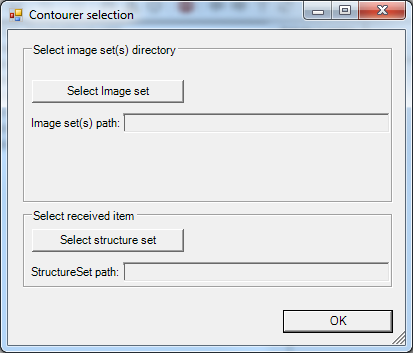 Contourer selection
Select image set(s) directory
Select Image set
Image set(s) path:
Select received item
Select structure set
StructureSet path:
OK